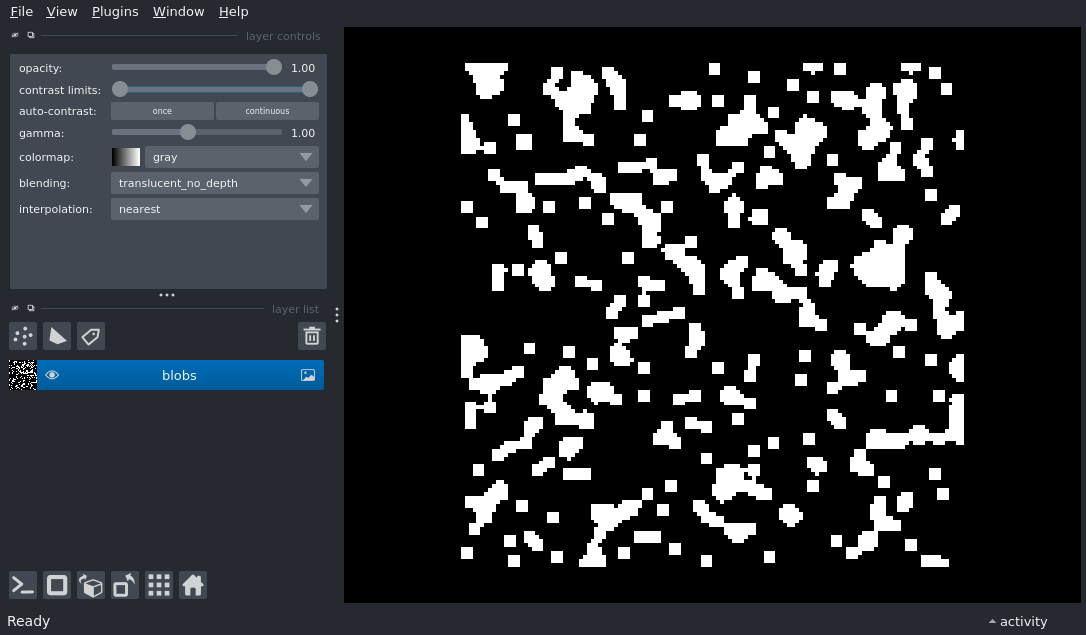 File View Plugins Window Help
layer controls
opacity: 1.00
contrast limits:
auto-contrast: once continuous
gamma: 1.00
colormap: gray
blending: translucent_no_depth
interpolation: nearest
layer list
blobs
Ready activity